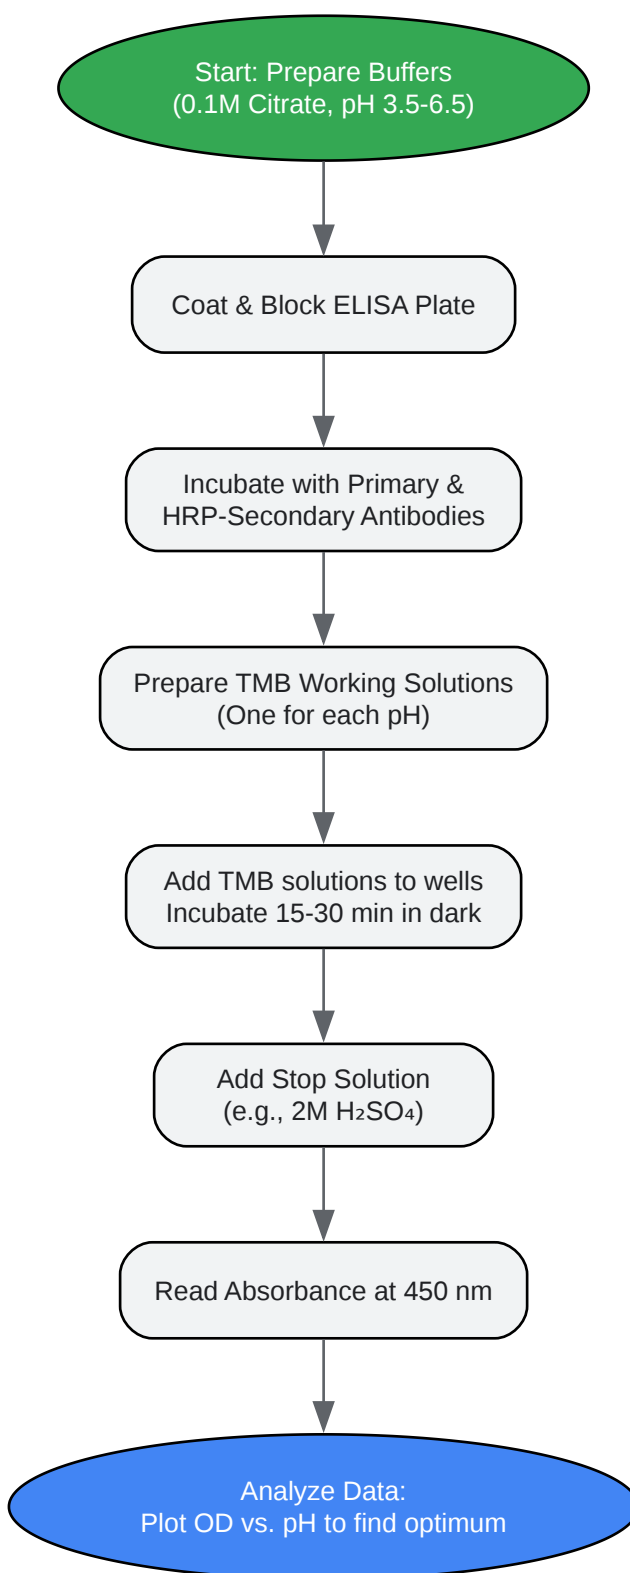 Start: Prepare Buffers
(0.1M Citrate, pH 3.5-6.5)
Coat & Block ELISA Plate
Incubate with Primary &
HRP-Secondary Antibodies
Prepare TMB Working Solutions
(One for each pH)
Add TMB solutions to wells
Incubate 15-30 min in dark
Add Stop Solution
(e.g., 2M H₂SO₄)
Read Absorbance at 450 nm
Analyze Data:
Plot OD vs. pH to find optimum